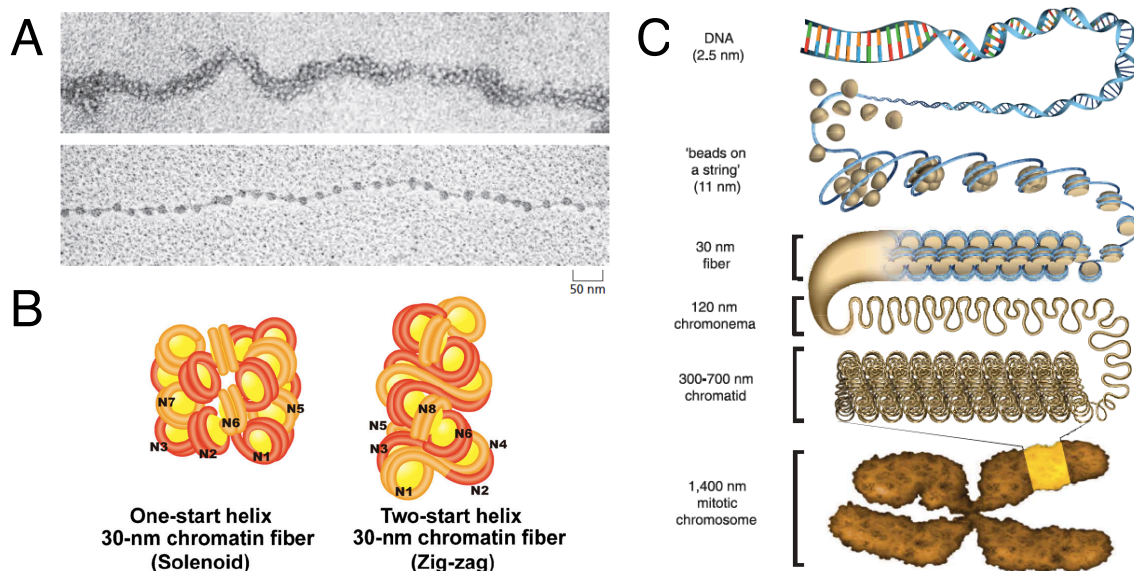 A
50 nm
B
N7
N6
N5
N3
N2
N1
N8
N5
N6
N4
N3
N2
N1
One-start helix
30-nm chromatin fiber
(Solenoid)
Two-start helix
30-nm chromatin fiber
(Zig-zag)
C
DNA
(2.5 nm)
'beads on
a string'
(11 nm)
30 nm
fiber
120 nm
chromonema
300-700 nm
chromatid
1,400 nm
mitotic
chromosome